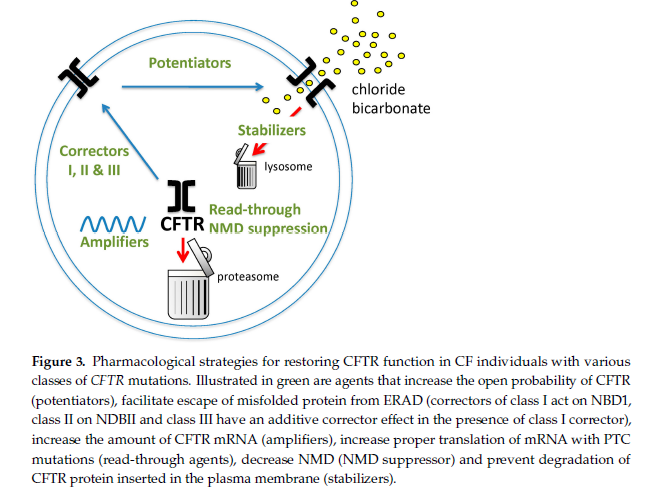 Potentiators
chloride
bicarbonate
Stabilizers
lysosome
Correctors
I, II & III
Read-through
CFTR
NMD suppression
Amplifiers
proteasome
Figure 3. Pharmacological strategies for restoring CFTR function in CF individuals with various
classes of CFTR mutations. Illustrated in green are agents that increase the open probability of CFTR
(potentiators), facilitate escape of misfolded protein from ERAD (correctors of class I act on NBD1,
class II on NDBII and class III have an additive corrector effect in the presence of class I corrector),
increase the amount of CFTR mRNA (amplifiers), increase proper translation of mRNA with PTC
mutations (read-through agents), decrease NMD (NMD suppressor) and prevent degradation of
CFTR protein inserted in the plasma membrane (stabilizers).